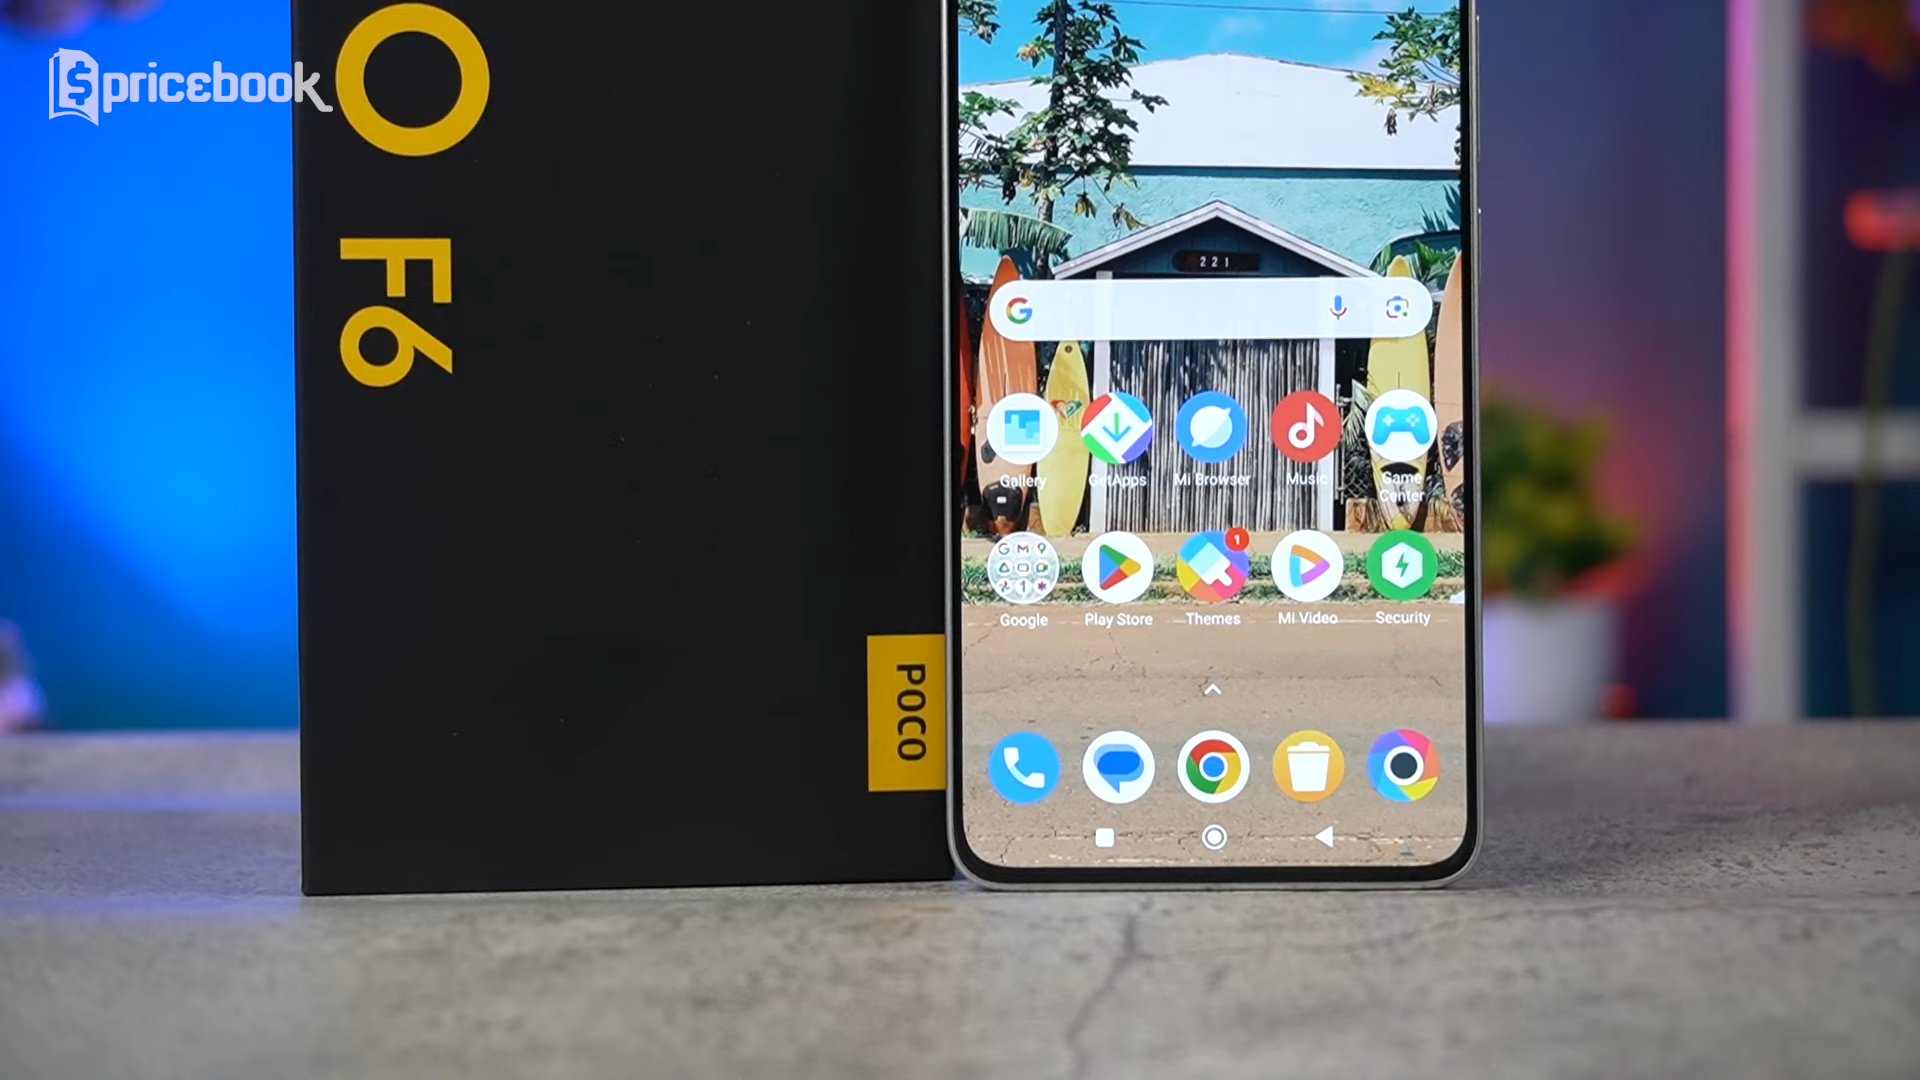 pricebook
O F6
POCO
221
Gallery
GetApps
Mi Browser
Music
Game
Center
1
Google
Play Store
Themes
Mi Video
Security